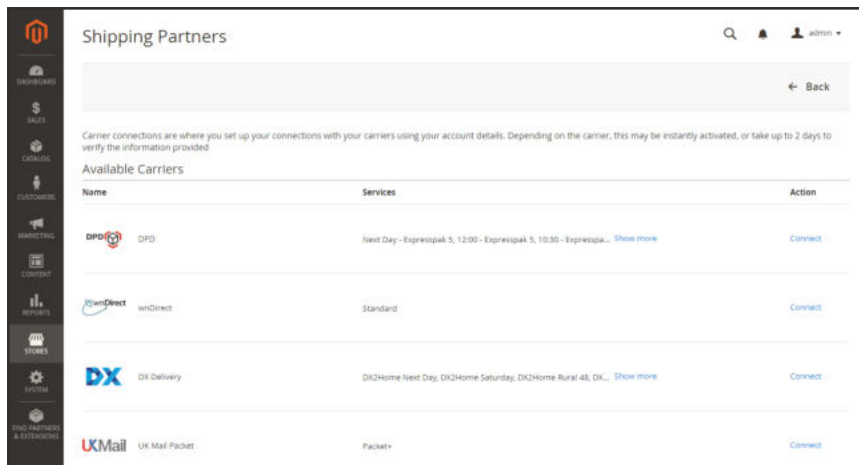 Shipping Partners
admin
DASHBOARD
← Back
SALES
Carrier connections are where you set up your connections with your carriers using your account details. Depending on the carrier, this may be instantly activated, or take up to 2 days to
verify the information provided
CATALOG
Available Carriers
Name Services Action
CUSTOMERS
MARKETING
DPD DPD Next Day - Expresspak 5, 12:00 - Expresspak 5, 10:30 - Expresspa... Show more Connect
CONTENT
REPORTS
wnDirect wnDirect Standard Connect
STORES
DX DX Delivery DX2Home Next Day, DX2Home Saturday, DX2Home Rural 48, DX... Show more Connect
SYSTEM
FIND PARTNERS
& EXTENSIONS
UKMail UK Mail Packet Packet+ Connect